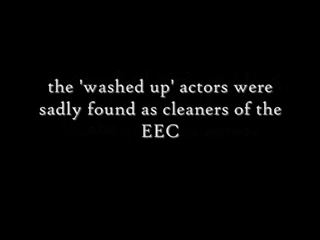 the 'washed up' actors were
sadly found as cleaners of the
EEC